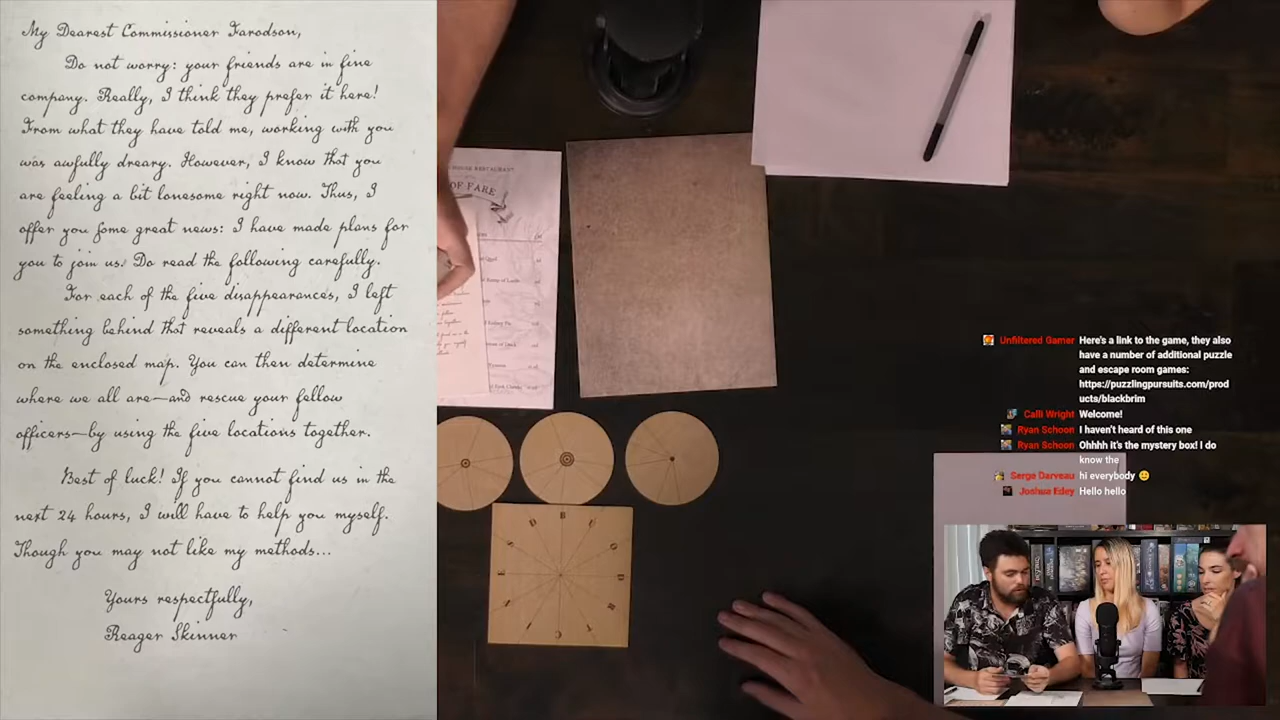 My Dearest Commissioner Farodson,
Do not worry: your friends are in fine
company. Really, I think they prefer it here!
From what they have told me, working with you
was awfully dreary. However, I know that you
are feeling a bit lonesome right now. Thus, I
offer you some great news: I have made plans for
you to join us. Do read the following carefully.
For each of the five disappearances, I left
something behind that reveals a different location
on the enclosed map. You can then determine
where we all are—and rescue your fellow
officers—by using the five locations together.
Best of luck! If you cannot find us in the
next 24 hours, I will have to help you myself.
Though you may not like my methods...
Yours respectfully,
Reager Skinner
HOUSE RESTAURANT
OF FARE
Unfiltered Gamer Here's a link to the game, they also
have a number of additional puzzle
and escape room games:
https://puzzlingpursuits.com/prod
ucts/blackbrim
Calli Wright Welcome!
Ryan Schoon I haven't heard of this one
Ryan Schoon Ohhhh it's the mystery box! I do
know the
Serge Darveau hi everybody 🙂
Joshua Edey Hello hello